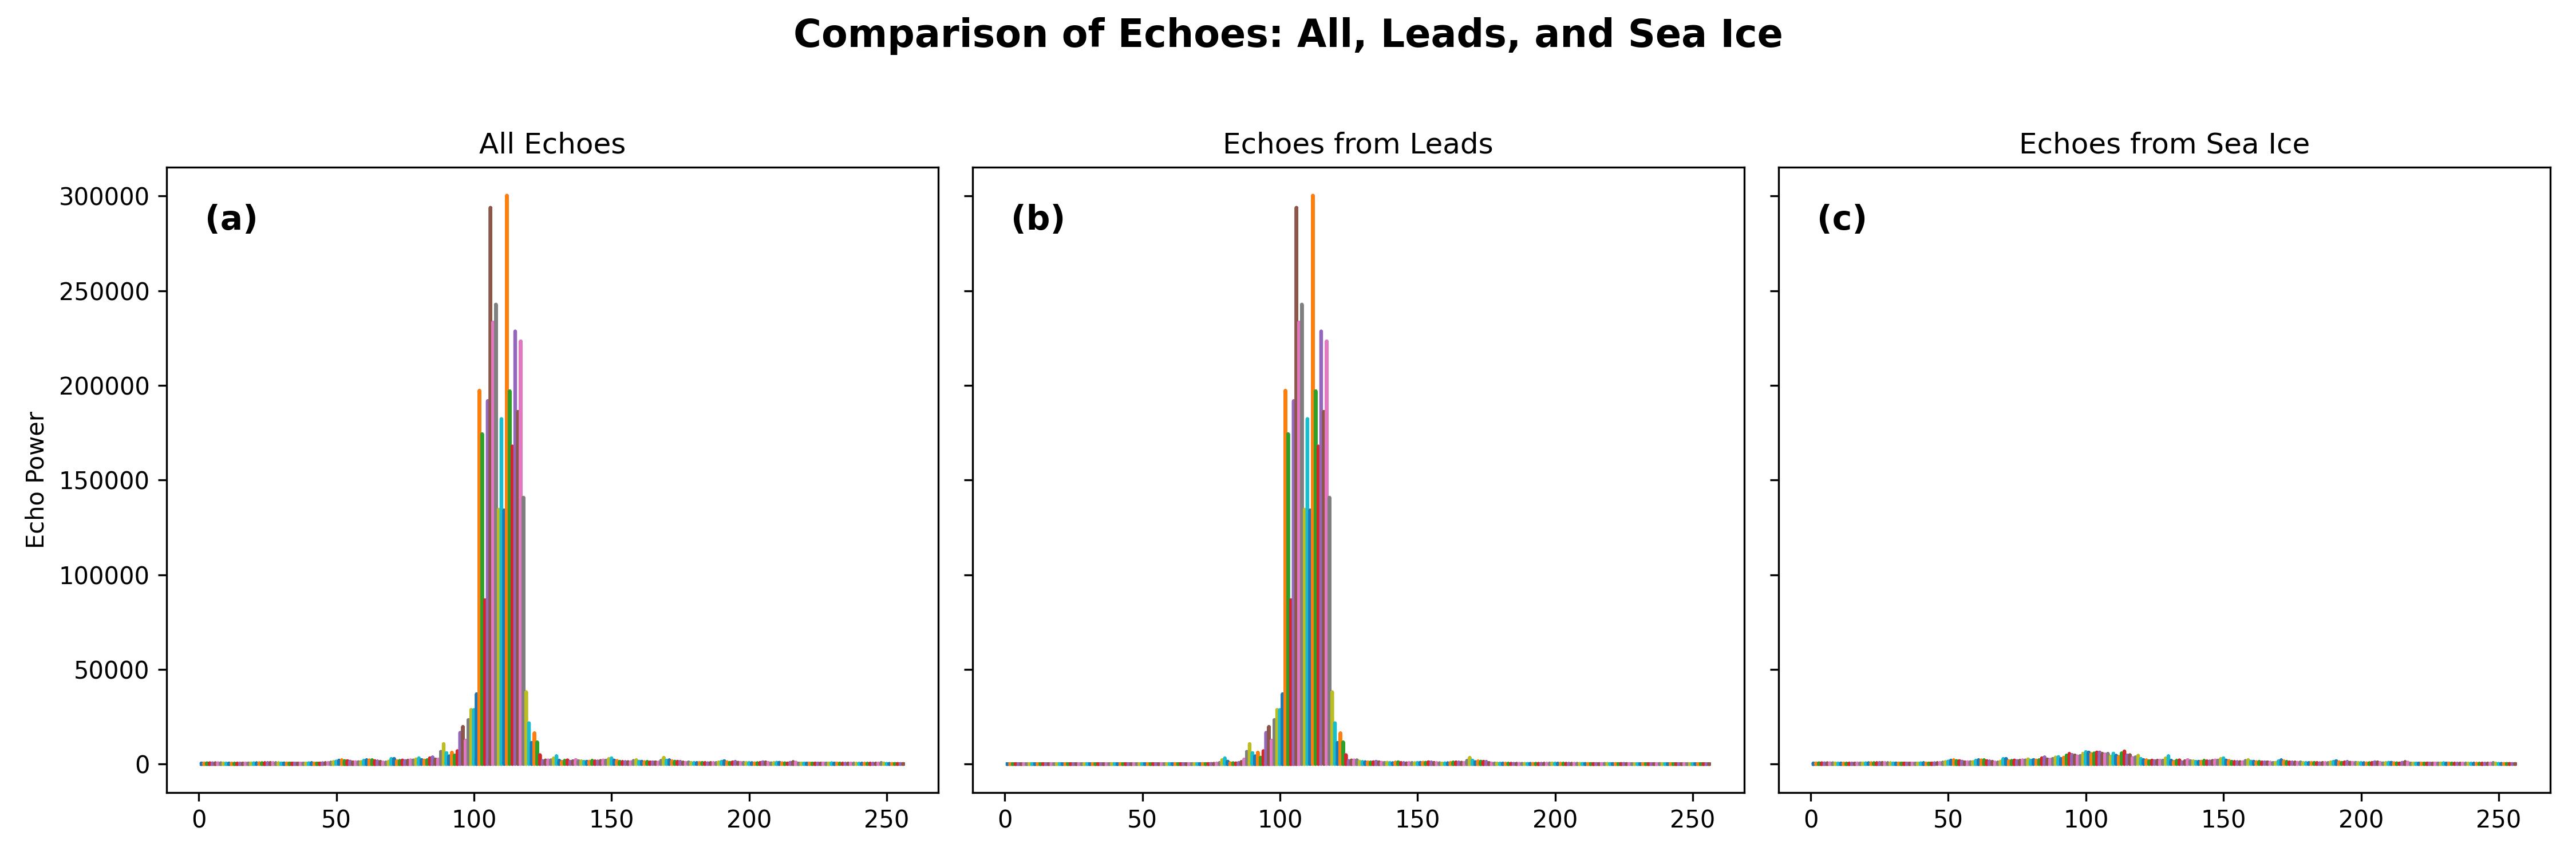 Comparison of Echoes: All, Leads, and Sea Ice
All Echoes
Echoes from Leads
Echoes from Sea Ice
(a)
(b)
(c)
Echo Power
300000
250000
200000
150000
100000
50000
0
0 50 100 150 200 250
0 50 100 150 200 250
0 50 100 150 200 250